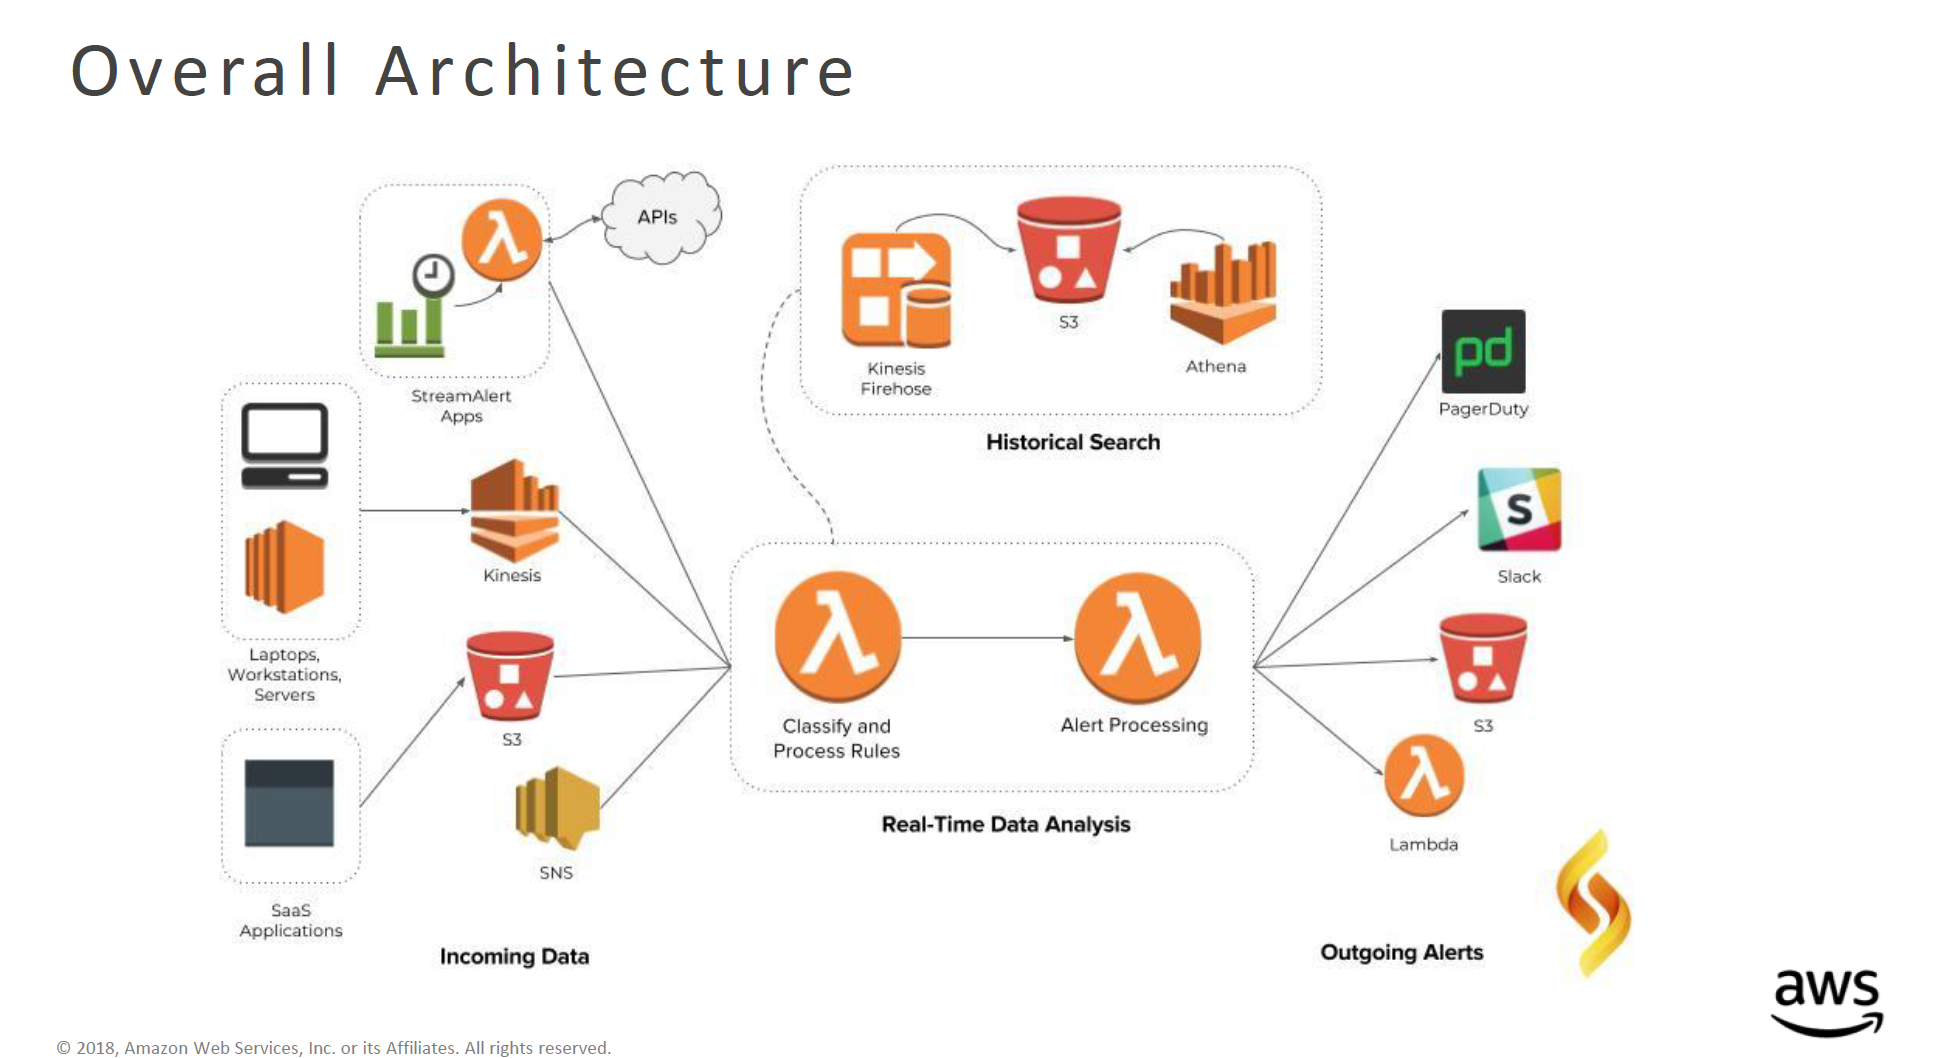 Overall Architecture
APIs
StreamAlert
Apps
Kinesis
Firehose
S3
Athena
Historical Search
Laptops,
Workstations,
Servers
Kinesis
S3
SNS
SaaS
Applications
Incoming Data
Classify and
Process Rules
Alert Processing
Real-Time Data Analysis
pd
PagerDuty
S
Slack
S3
Lambda
Outgoing Alerts
aws
© 2018, Amazon Web Services, Inc. or its Affiliates. All rights reserved.